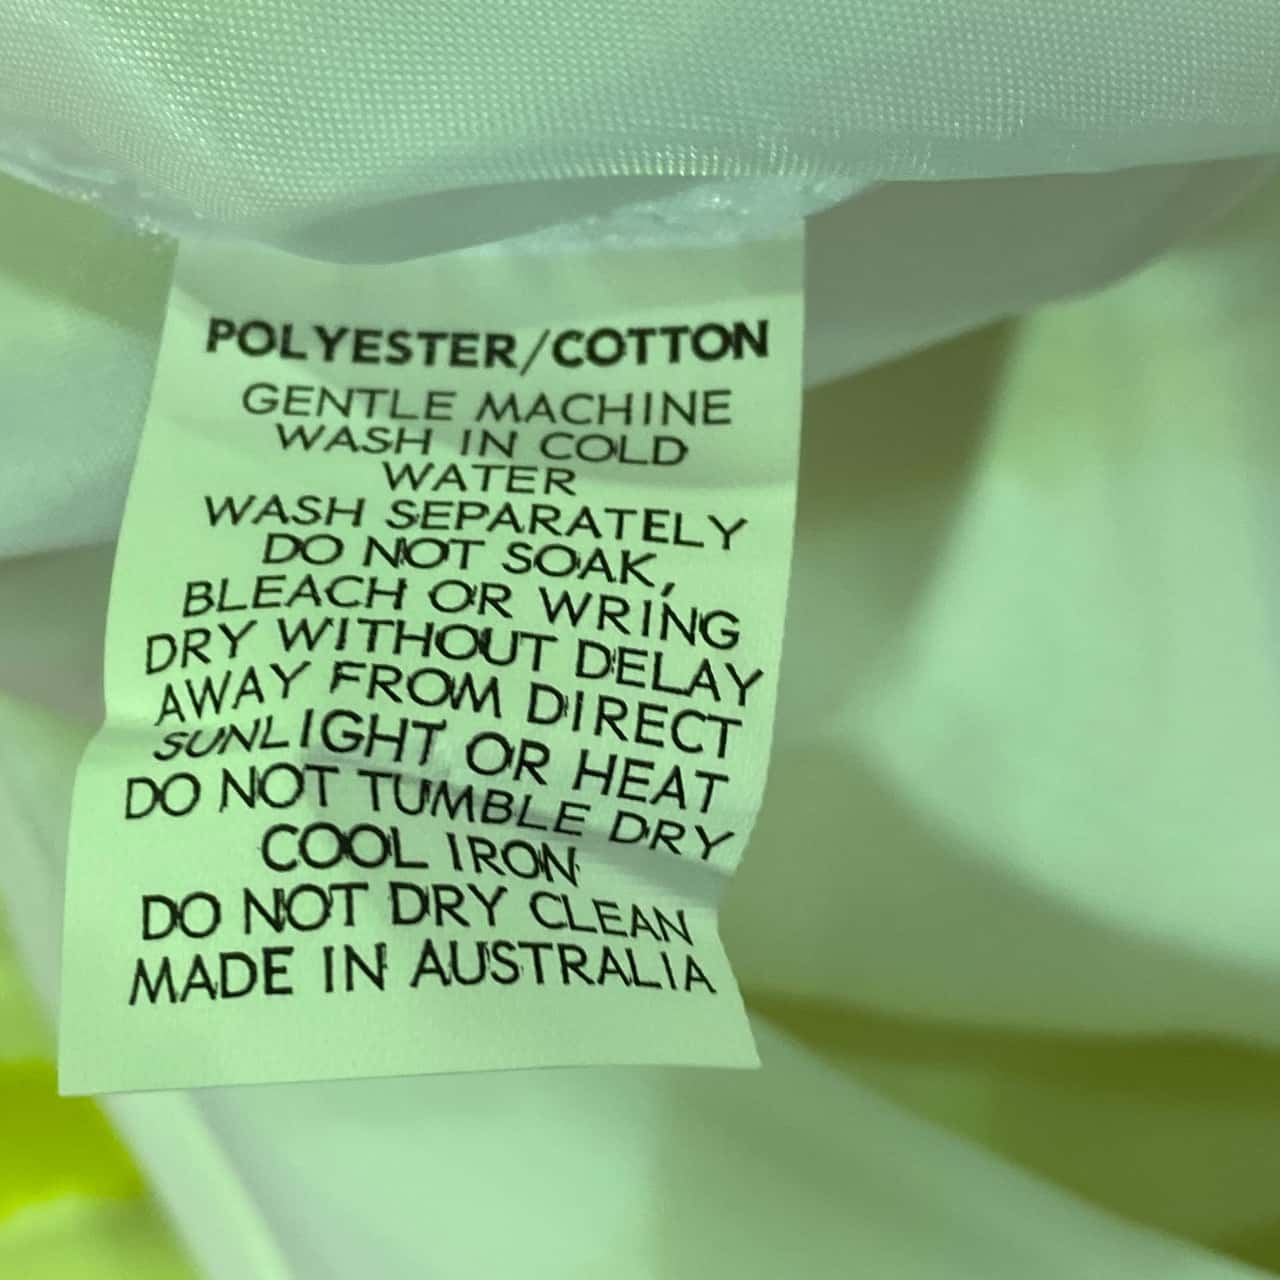 POLYESTER/COTTON
GENTLE MACHINE
WASH IN COLD
WATER
WASH SEPARATELY
DO NOT SOAK,
BLEACH OR WRING
DRY WITHOUT DELAY
AWAY FROM DIRECT
SUNLIGHT OR HEAT
DO NOT TUMBLE DRY
COOL IRON
DO NOT DRY CLEAN
MADE IN AUSTRALIA